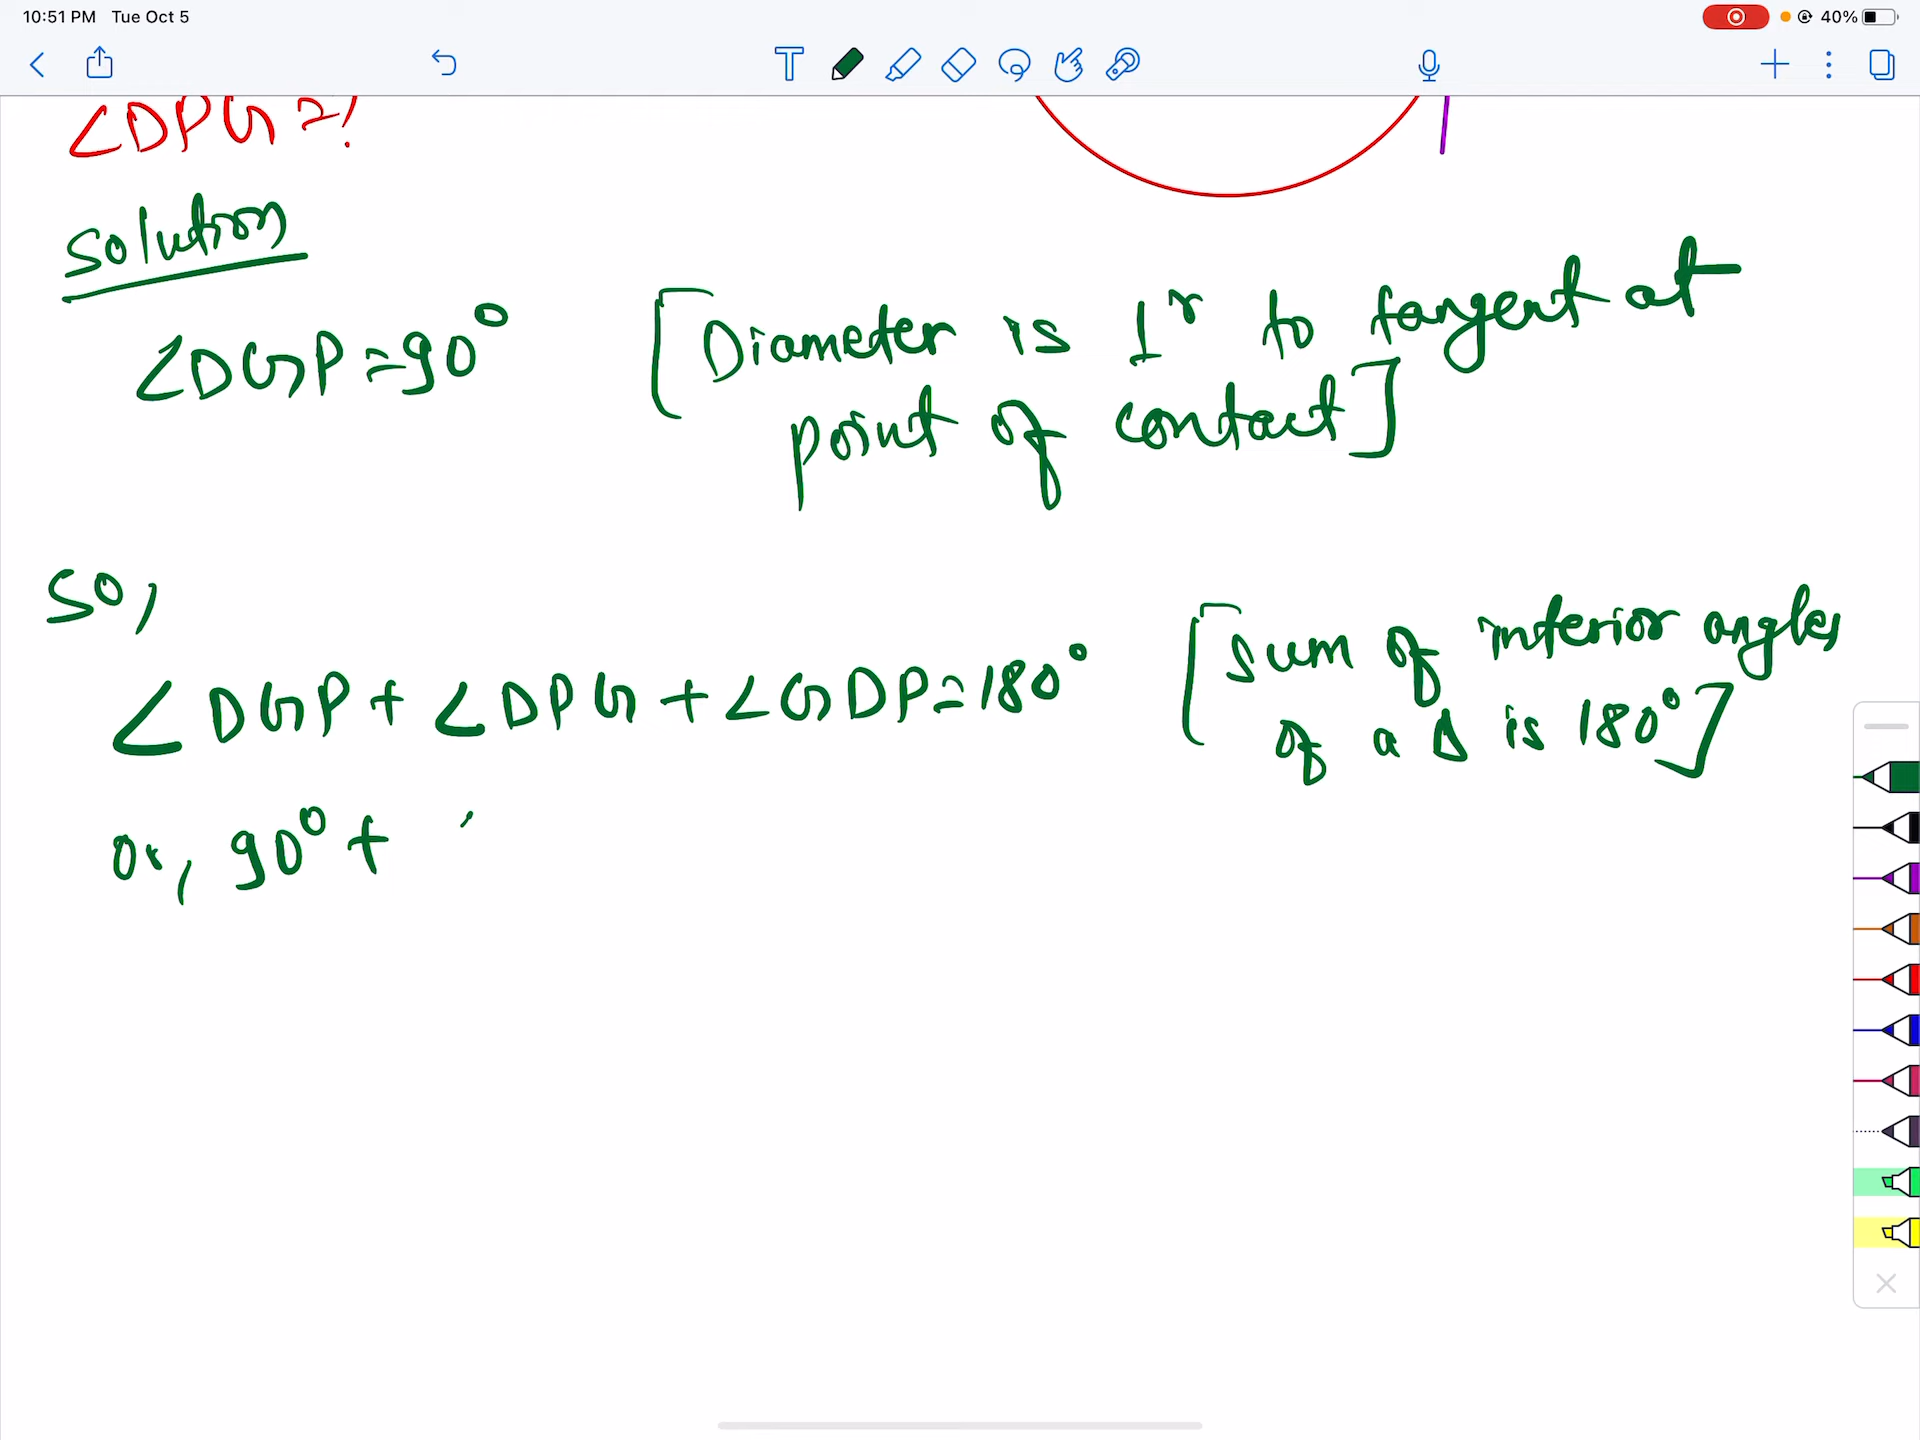 10:51 PM Tue Oct 5
40%
T
∠DPG = ?
Solution
∠DGP = 90° [Diameter is ⊥r to tangent at
point of contact]
So,
∠DGP + ∠DPG + ∠GDP = 180° [Sum of interior angles
of a Δ is 180°]
or, 90° +